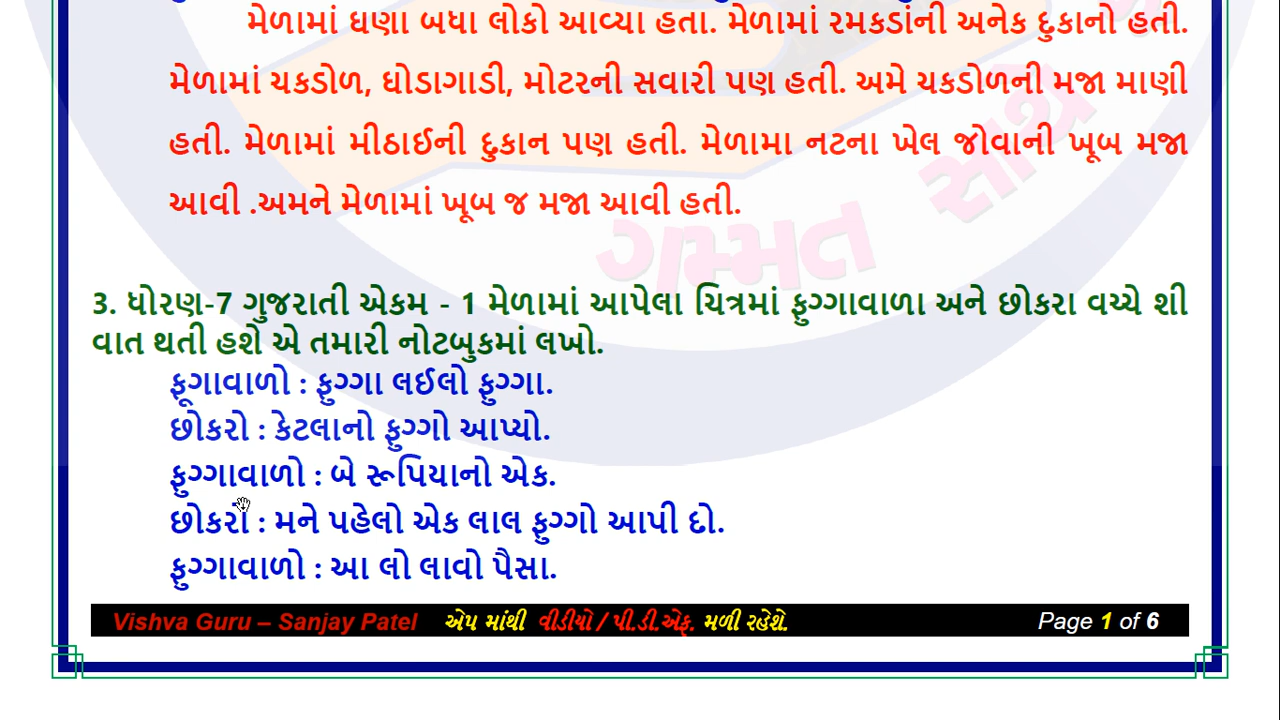 મેળામાં ઘણા બધા લોકો આવ્યા હતા. મેળામાં રમકડાંની અનેક દુકાનો હતી.
મેળામાં ચકડોળ, ઘોડાગાડી, મોટરની સવારી પણ હતી. અમે ચકડોળની મજા માણી
હતી. મેળામાં મીઠાઈની દુકાન પણ હતી. મેળામા નટના ખેલ જોવાની ખૂબ મજા
આવી .અમને મેળામાં ખૂબ જ મજા આવી હતી.
ગમ્મત સાથે
3. ધોરણ-7 ગુજરાતી એકમ - 1 મેળામાં આપેલા ચિત્રમાં ફુગ્ગાવાળા અને છોકરા વચ્ચે શી
વાત થતી હશે એ તમારી નોટબુકમાં લખો.
ફૂગાવાળો : ફુગ્ગા લઈલો ફુગ્ગા.
છોકરો : કેટલાનો ફુગ્ગો આપ્યો.
ફુગ્ગાવાળો : બે રૂપિયાનો એક.
છોકરો : મને પહેલો એક લાલ ફુગ્ગો આપી દો.
ફુગ્ગાવાળો : આ લો લાવો પૈસા.
Vishva Guru – Sanjay Patel એપ માંથી વીડીયો / પી.ડી.એફ. મળી રહેશે. Page 1 of 6